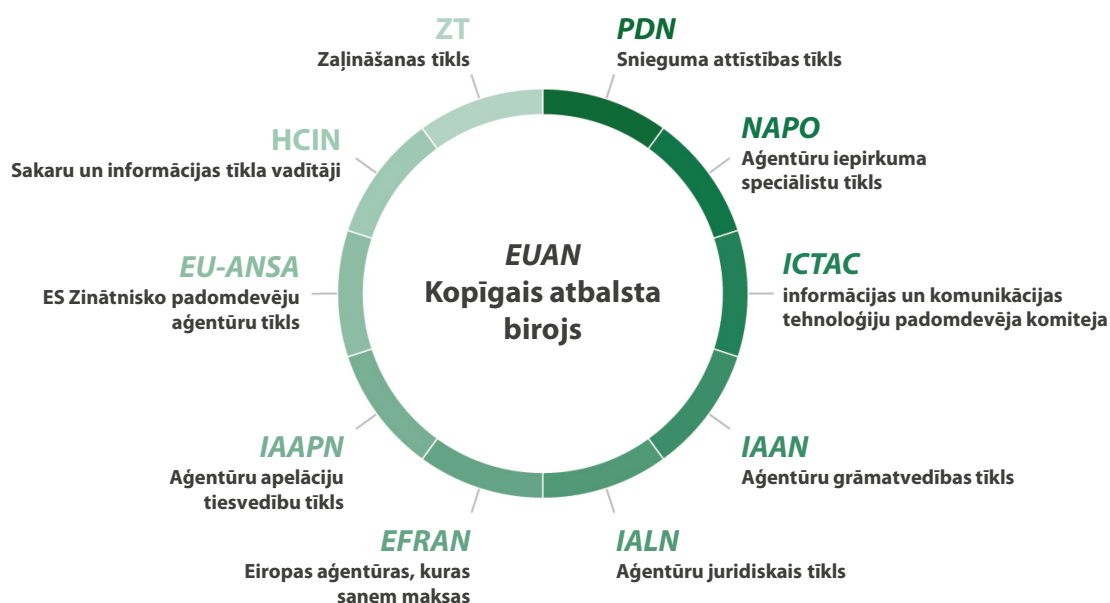 ZT
Zaļināšanas tīkls
PDN
Snieguma attīstības tīkls
HCIN
Sakaru un informācijas tīkla vadītāji
NAPO
Aģentūru iepirkuma
speciālistu tīkls
EU-ANSA
ES Zinātnisko padomdevēju
aģentūru tīkls
EUAN
Kopīgais atbalsta
birojs
ICTAC
informācijas un komunikācijas
tehnoloģiju padomdevēja komiteja
IAAPN
Aģentūru apelāciju
tiesvedību tīkls
IAAN
Aģentūru grāmatvedības tīkls
EFRAN
Eiropas aģentūras, kuras
saņem maksas
IALN
Aģentūru juridiskais tīkls